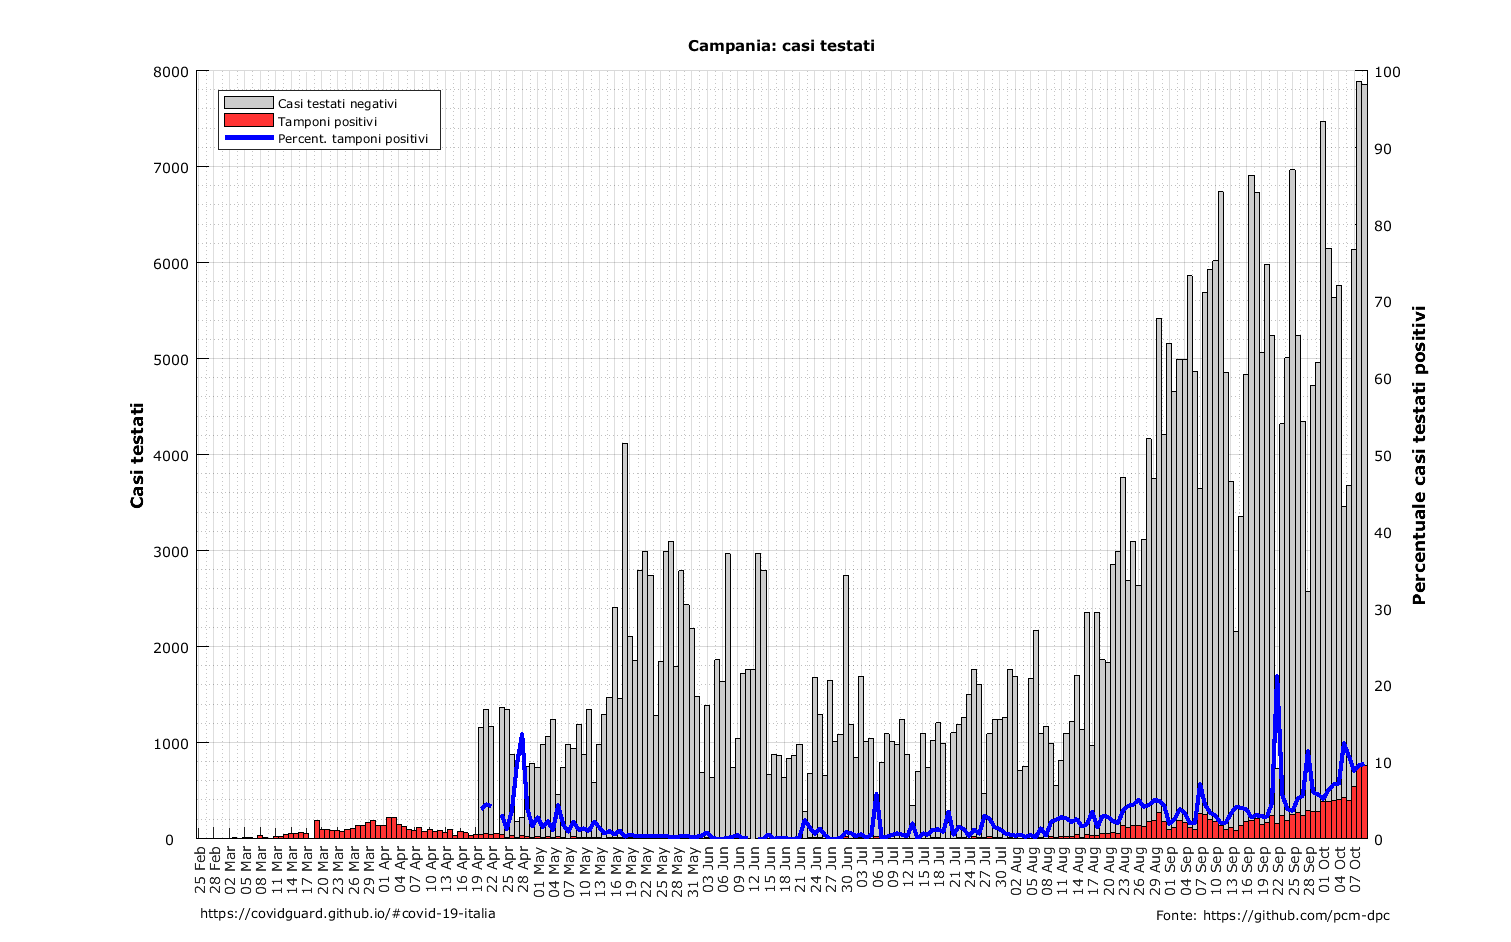 Campania: casi testati
Casi testati negativi
Tamponi positivi
Percent. tamponi positivi
Casi testati
8000
7000
6000
5000
4000
3000
2000
1000
0
100
90
80
70
60
50
40
30
20
10
0
Percentuale casi testati positivi
25 Feb
28 Feb
02 Mar
05 Mar
08 Mar
11 Mar
14 Mar
17 Mar
20 Mar
23 Mar
26 Mar
29 Mar
01 Apr
04 Apr
07 Apr
10 Apr
13 Apr
16 Apr
19 Apr
22 Apr
25 Apr
28 Apr
01 May
04 May
07 May
10 May
13 May
16 May
19 May
22 May
25 May
28 May
31 May
03 Jun
06 Jun
09 Jun
12 Jun
15 Jun
18 Jun
21 Jun
24 Jun
27 Jun
30 Jun
03 Jul
06 Jul
09 Jul
12 Jul
15 Jul
18 Jul
21 Jul
24 Jul
27 Jul
30 Jul
02 Aug
05 Aug
08 Aug
11 Aug
14 Aug
17 Aug
20 Aug
23 Aug
26 Aug
29 Aug
01 Sep
04 Sep
07 Sep
10 Sep
13 Sep
16 Sep
19 Sep
22 Sep
25 Sep
28 Sep
01 Oct
04 Oct
07 Oct
https://covidguard.github.io/#covid-19-italia
Fonte: https://github.com/pcm-dpc